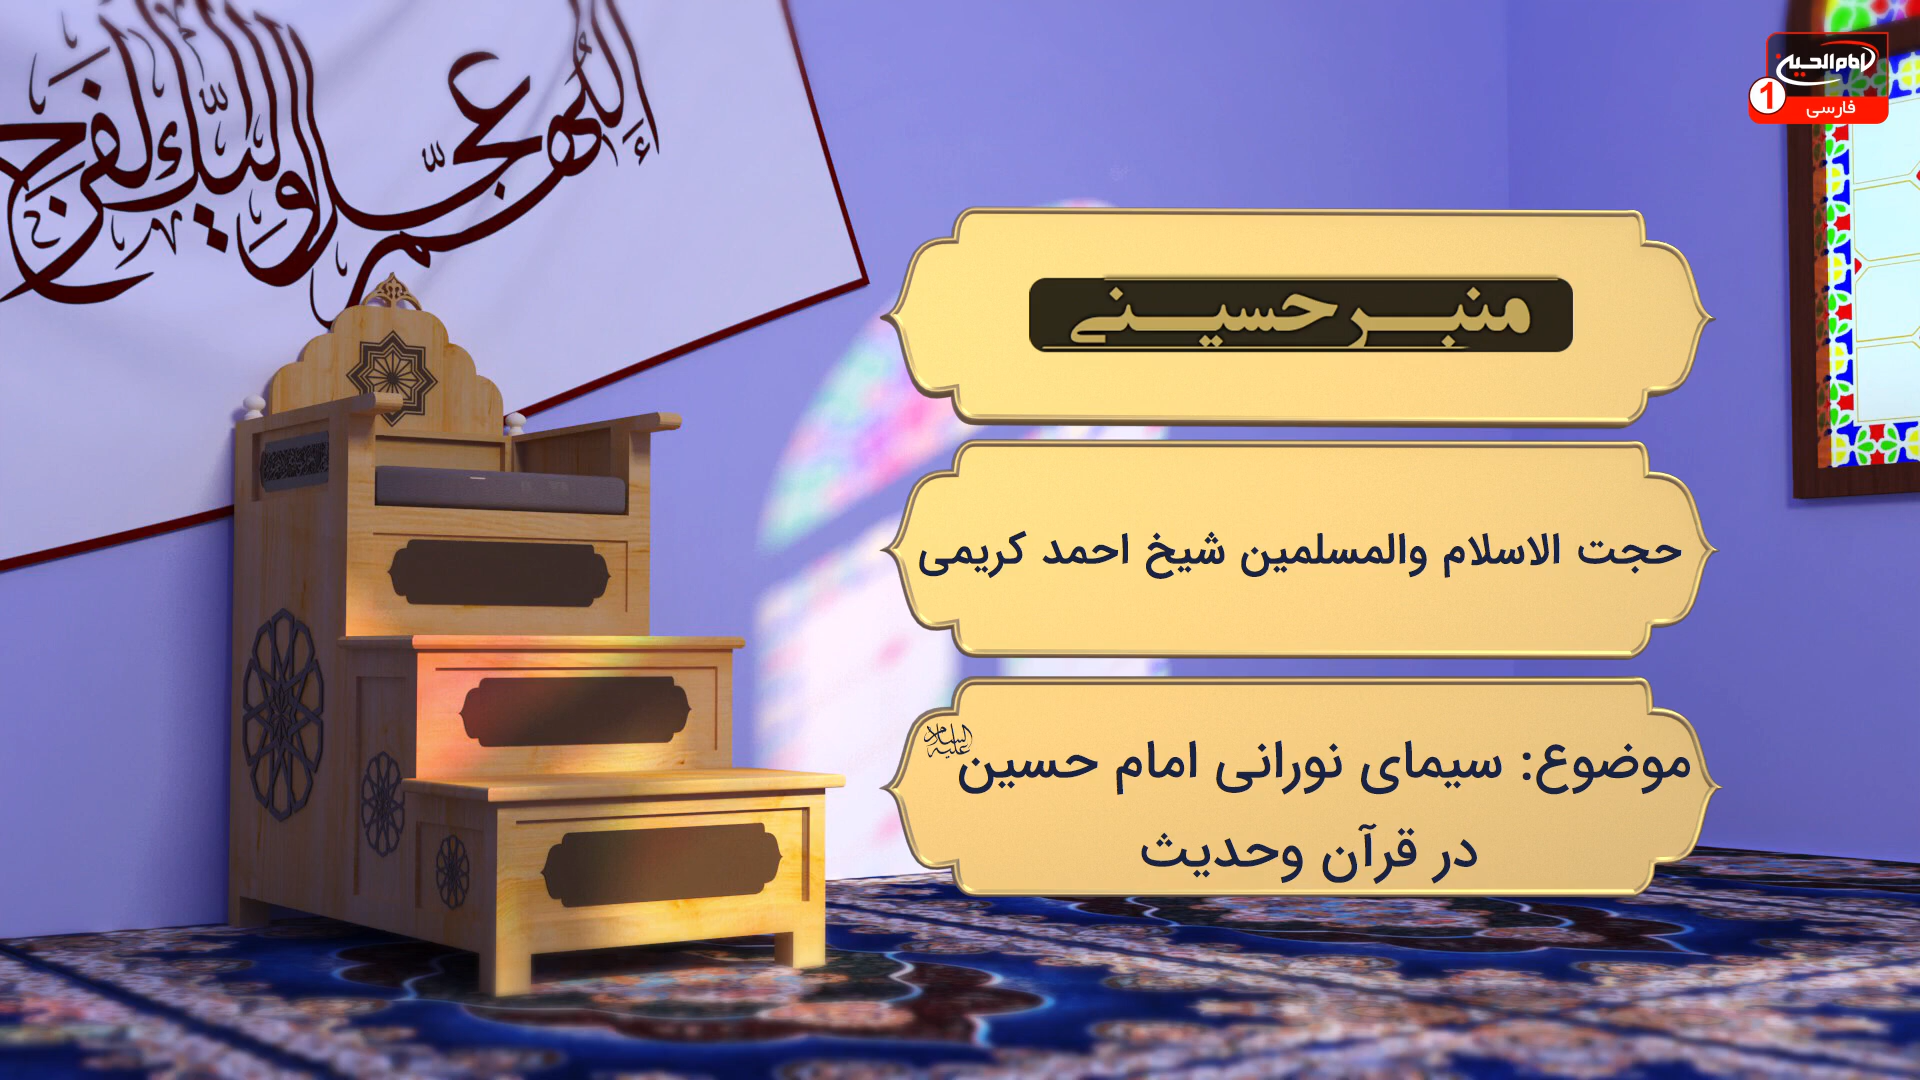 اللهم عجل لولیک الفرج
امام الحسین
1
فارسی
منبر حسینی
حجت الاسلام والمسلمین شیخ احمد کریمی
موضوع: سیمای نورانی امام حسین علیه السلام
در قرآن وحدیث